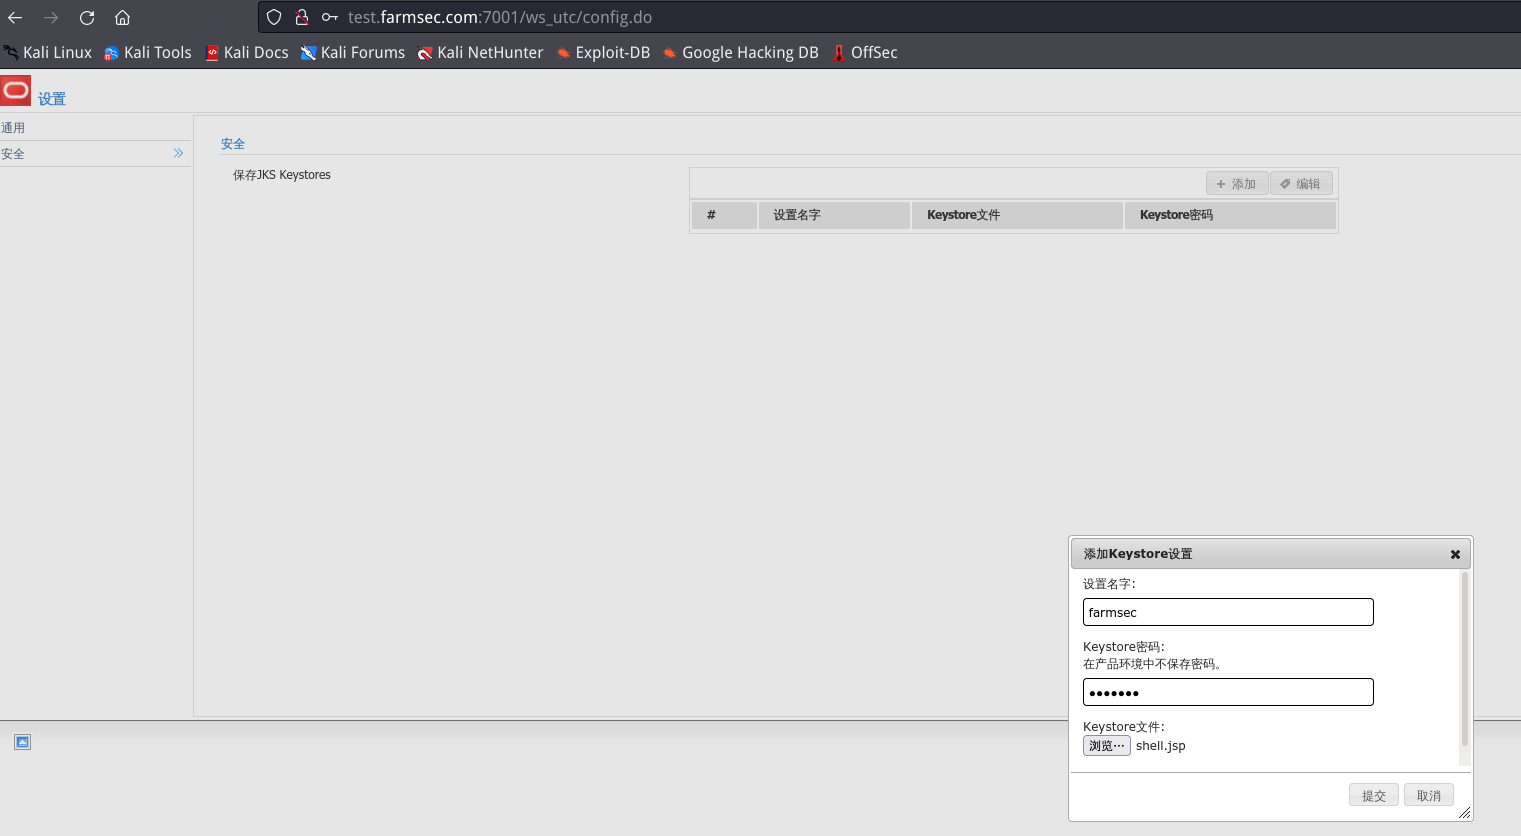 test.farmsec.com:7001/ws_utc/config.do
Kali Linux Kali Tools Kali Docs Kali Forums Kali NetHunter Exploit-DB Google Hacking DB OffSec
设置
通用
安全
安全
保存JKS Keystores
添加 编辑
# 设置名字 Keystore文件 Keystore密码
添加Keystore设置
设置名字:
farmsec
Keystore密码:
在产品环境中不保存密码。
•••••••
Keystore文件:
浏览… shell.jsp
提交 取消